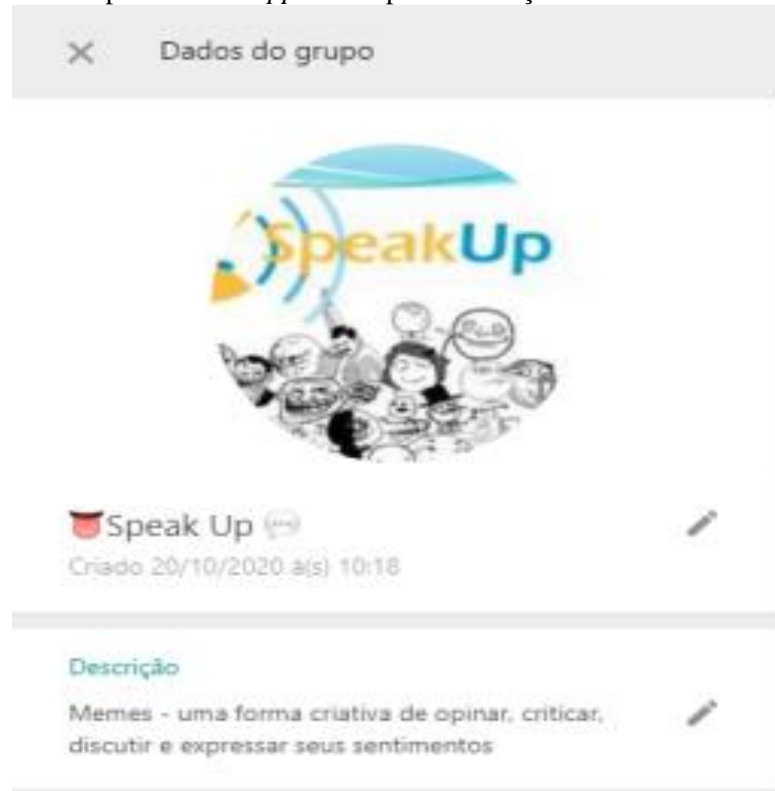 Dados do grupo
SpeakUp
Speak Up
Criado 20/10/2020 a(s) 10:18
Descrição
Memes - uma forma criativa de opinar, criticar,
discutir e expressar seus sentimentos